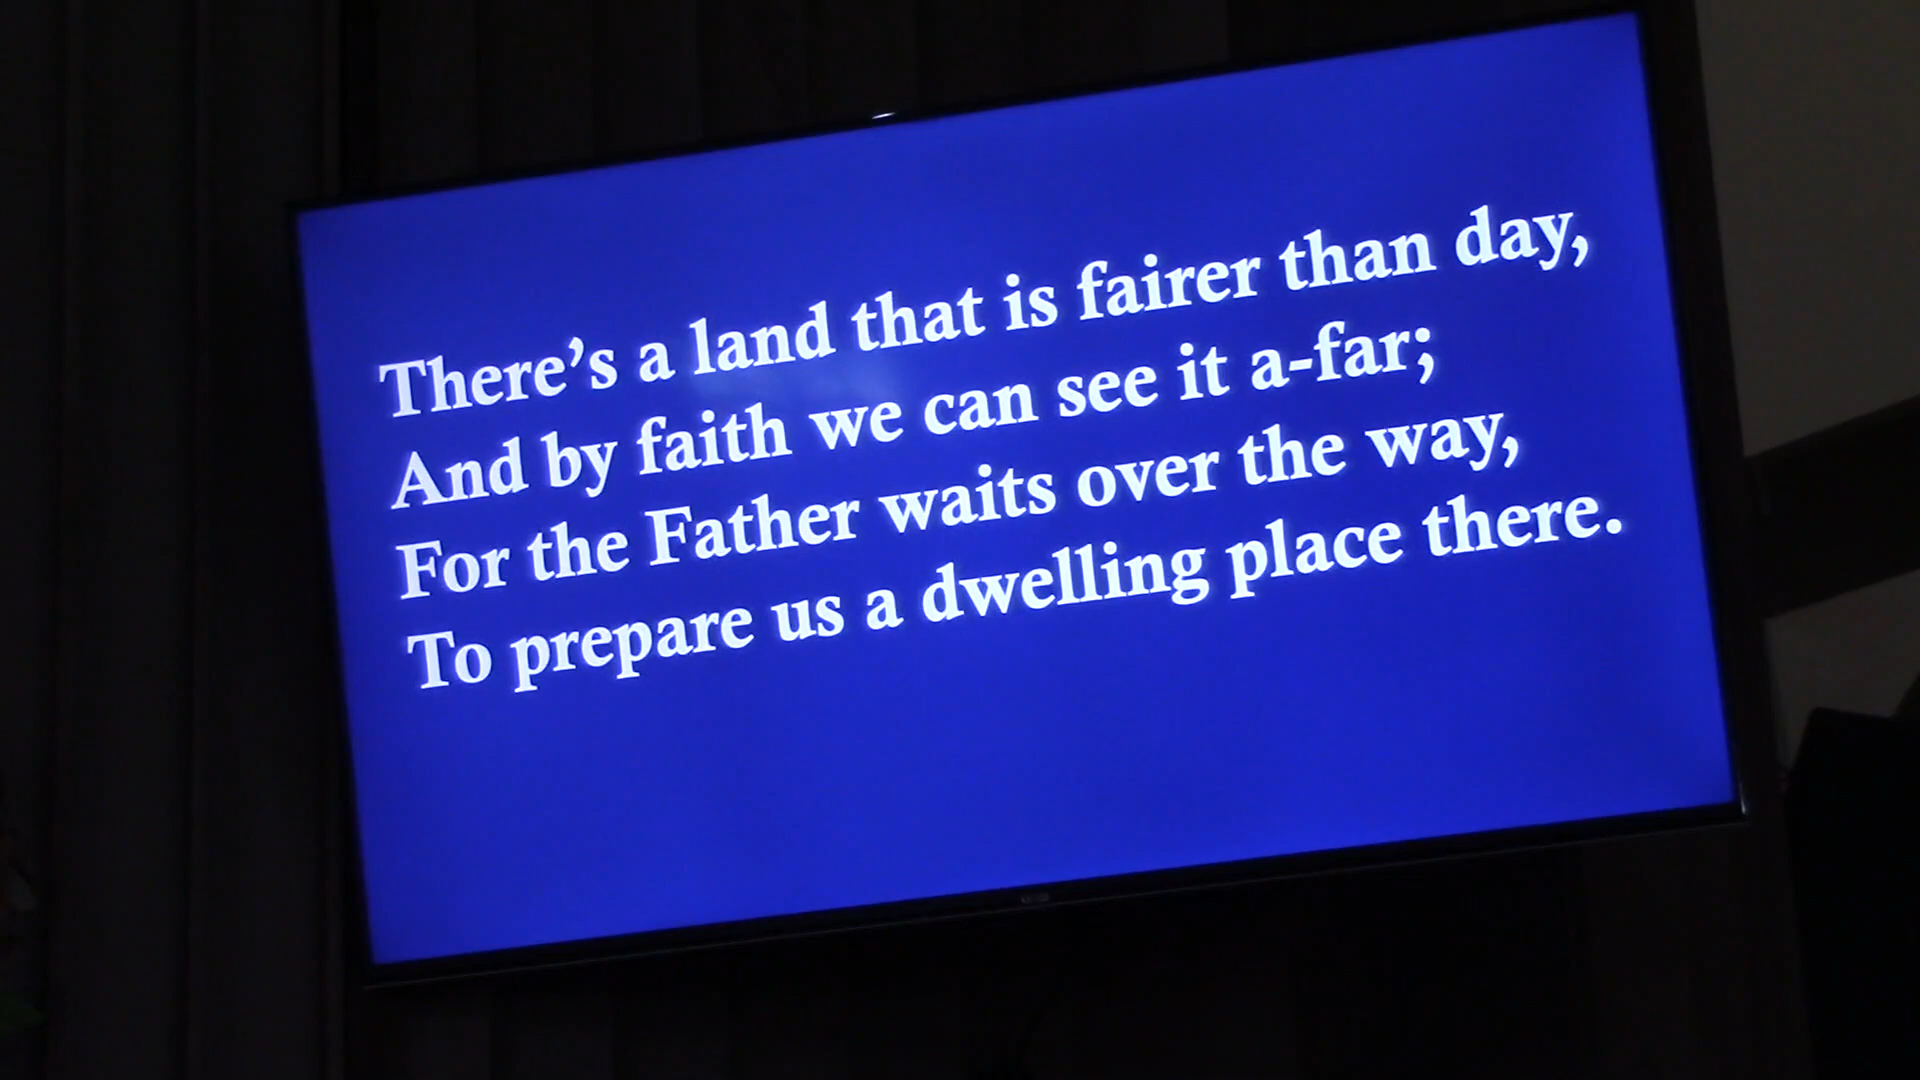 There’s a land that is fairer than day,
And by faith we can see it a-far;
For the Father waits over the way,
To prepare us a dwelling place there.